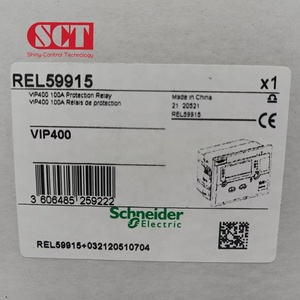 SCT
Shiny Control Technology
REL59915
x1
VIP400 100A Protection Relay
VIP400 100A Relais de protection
Made in China
21 20521
REL59915
VIP400
3 606485 259222
Schneider
Electric
REL59915+032120510704